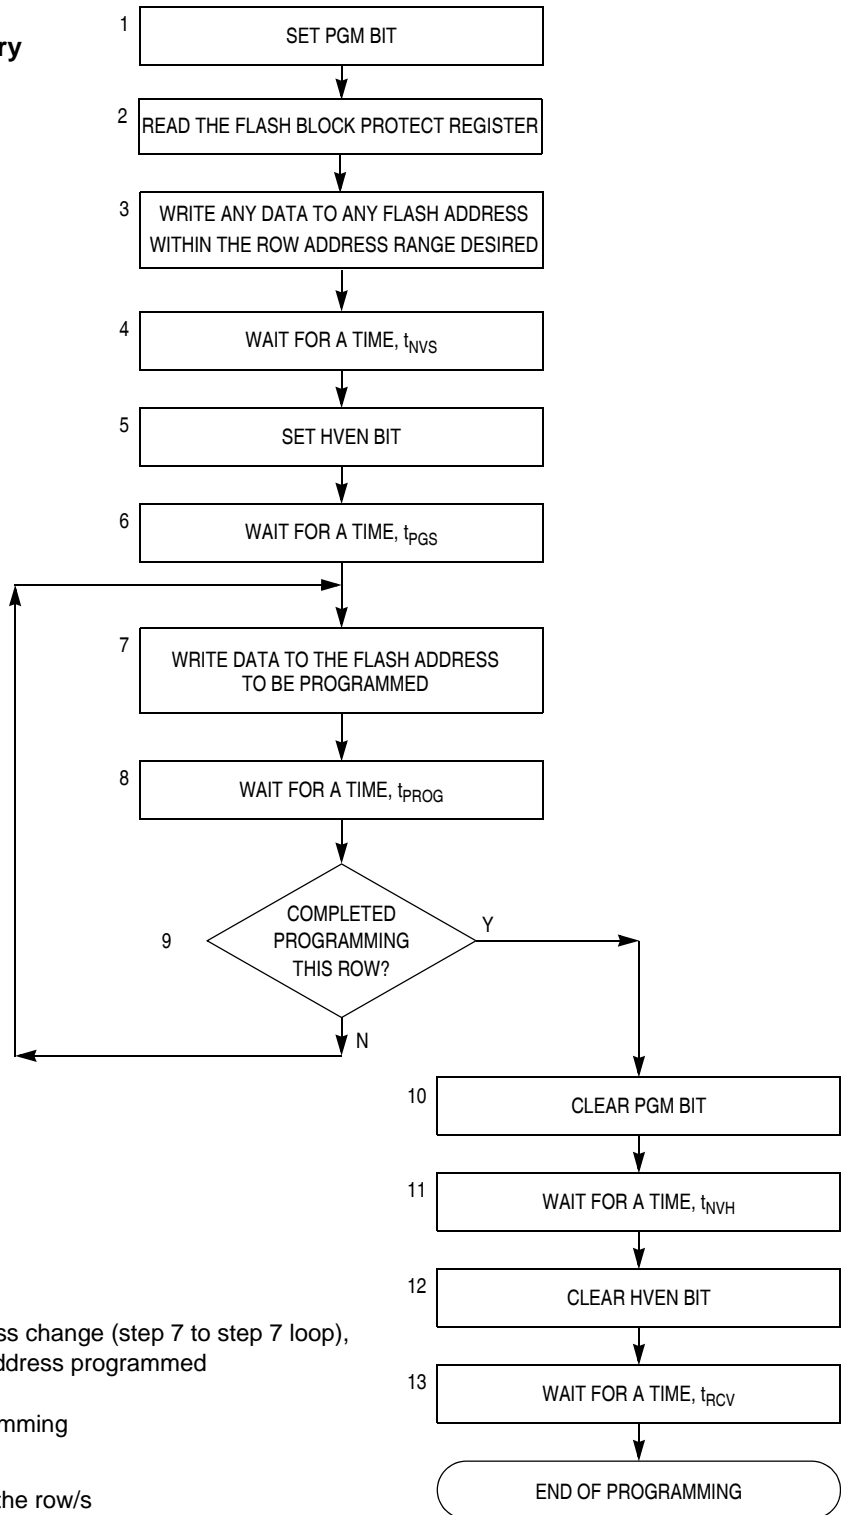 ry
1
SET PGM BIT
2
READ THE FLASH BLOCK PROTECT REGISTER
3
WRITE ANY DATA TO ANY FLASH ADDRESS
WITHIN THE ROW ADDRESS RANGE DESIRED
4
WAIT FOR A TIME, tNVS
5
SET HVEN BIT
6
WAIT FOR A TIME, tPGS
7
WRITE DATA TO THE FLASH ADDRESS
TO BE PROGRAMMED
8
WAIT FOR A TIME, tPROG
9
COMPLETED
PROGRAMMING
THIS ROW?
Y
N
10
CLEAR PGM BIT
11
WAIT FOR A TIME, tNVH
12
CLEAR HVEN BIT
13
WAIT FOR A TIME, tRCV
END OF PROGRAMMING
ss change (step 7 to step 7 loop),
ddress programmed
mming
the row/s